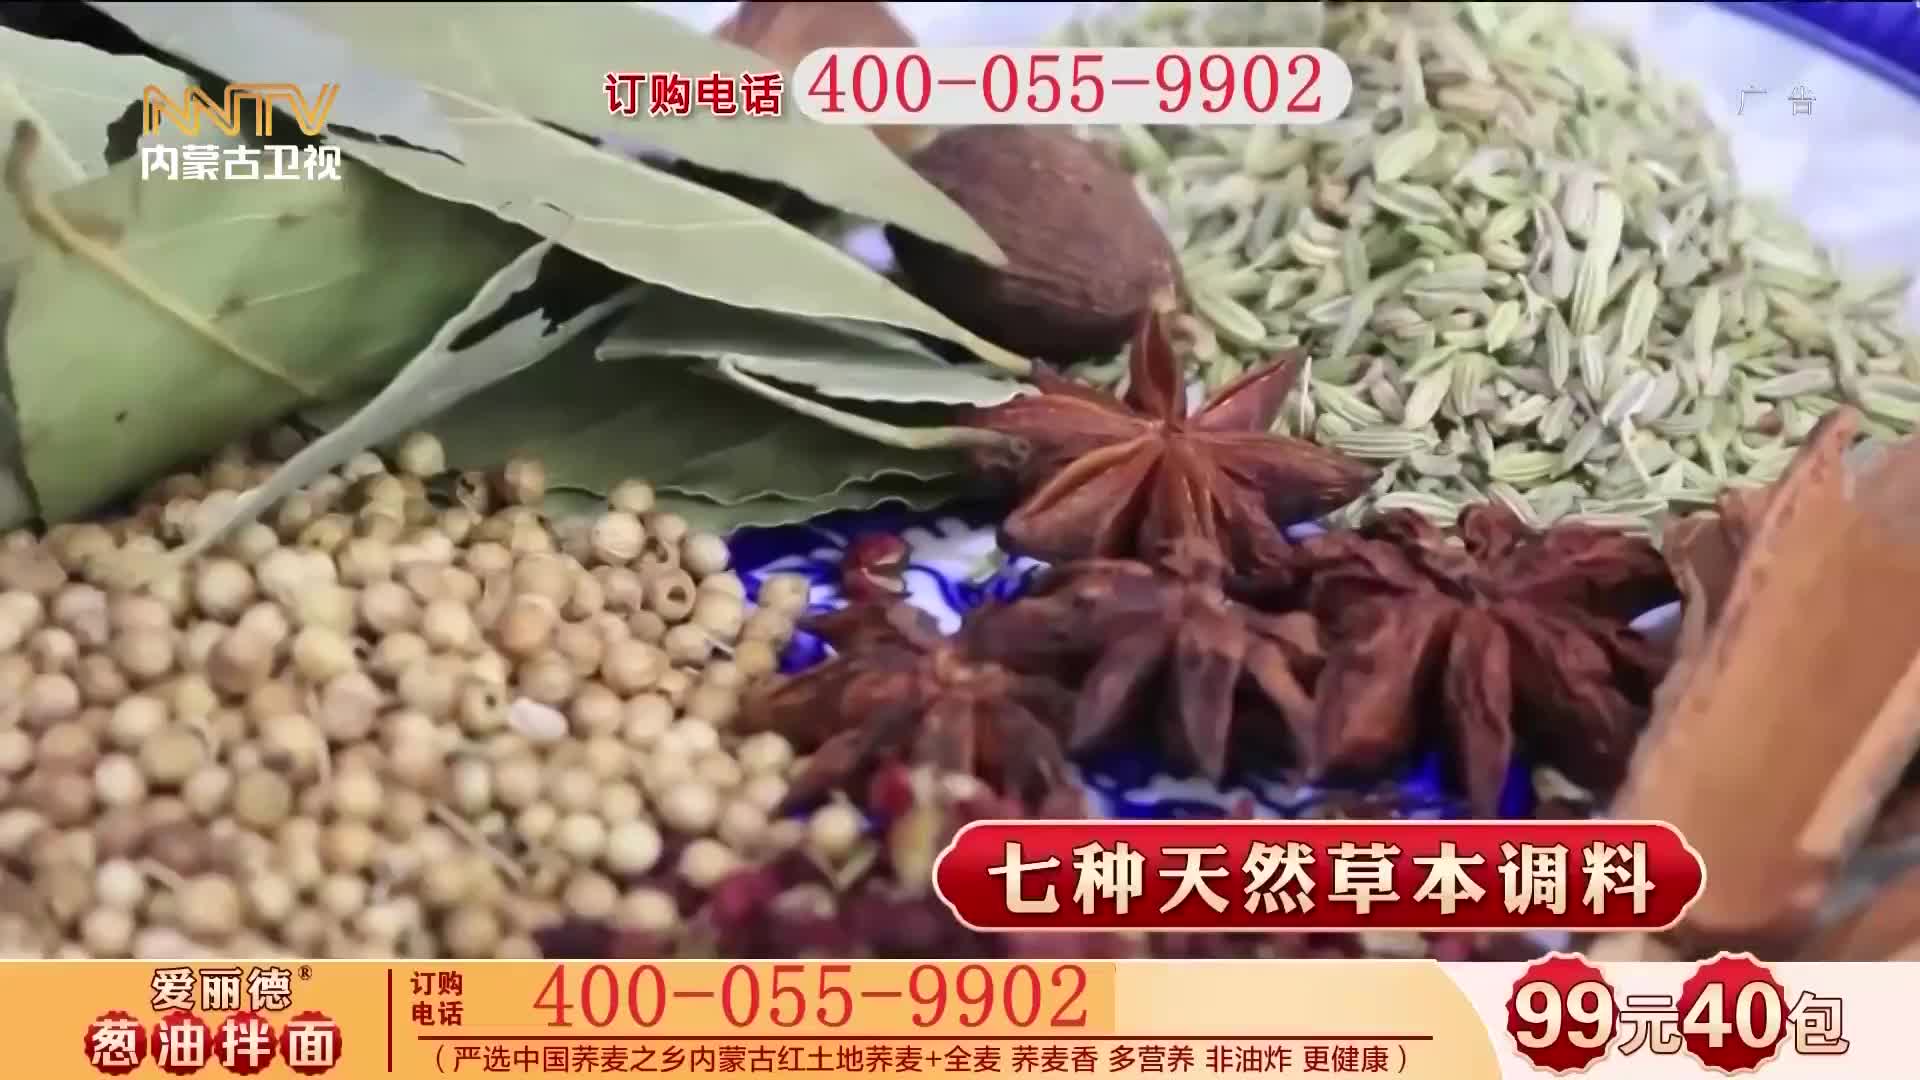 订购电话 400-055-9902
广告
NNTV
内蒙古卫视
七种天然草本调料
爱丽德®
葱油拌面
订购
电话
400-055-9902
（严选中国荞麦之乡内蒙古红土地荞麦+全麦 荞麦香 多营养 非油炸 更健康）
99元40包